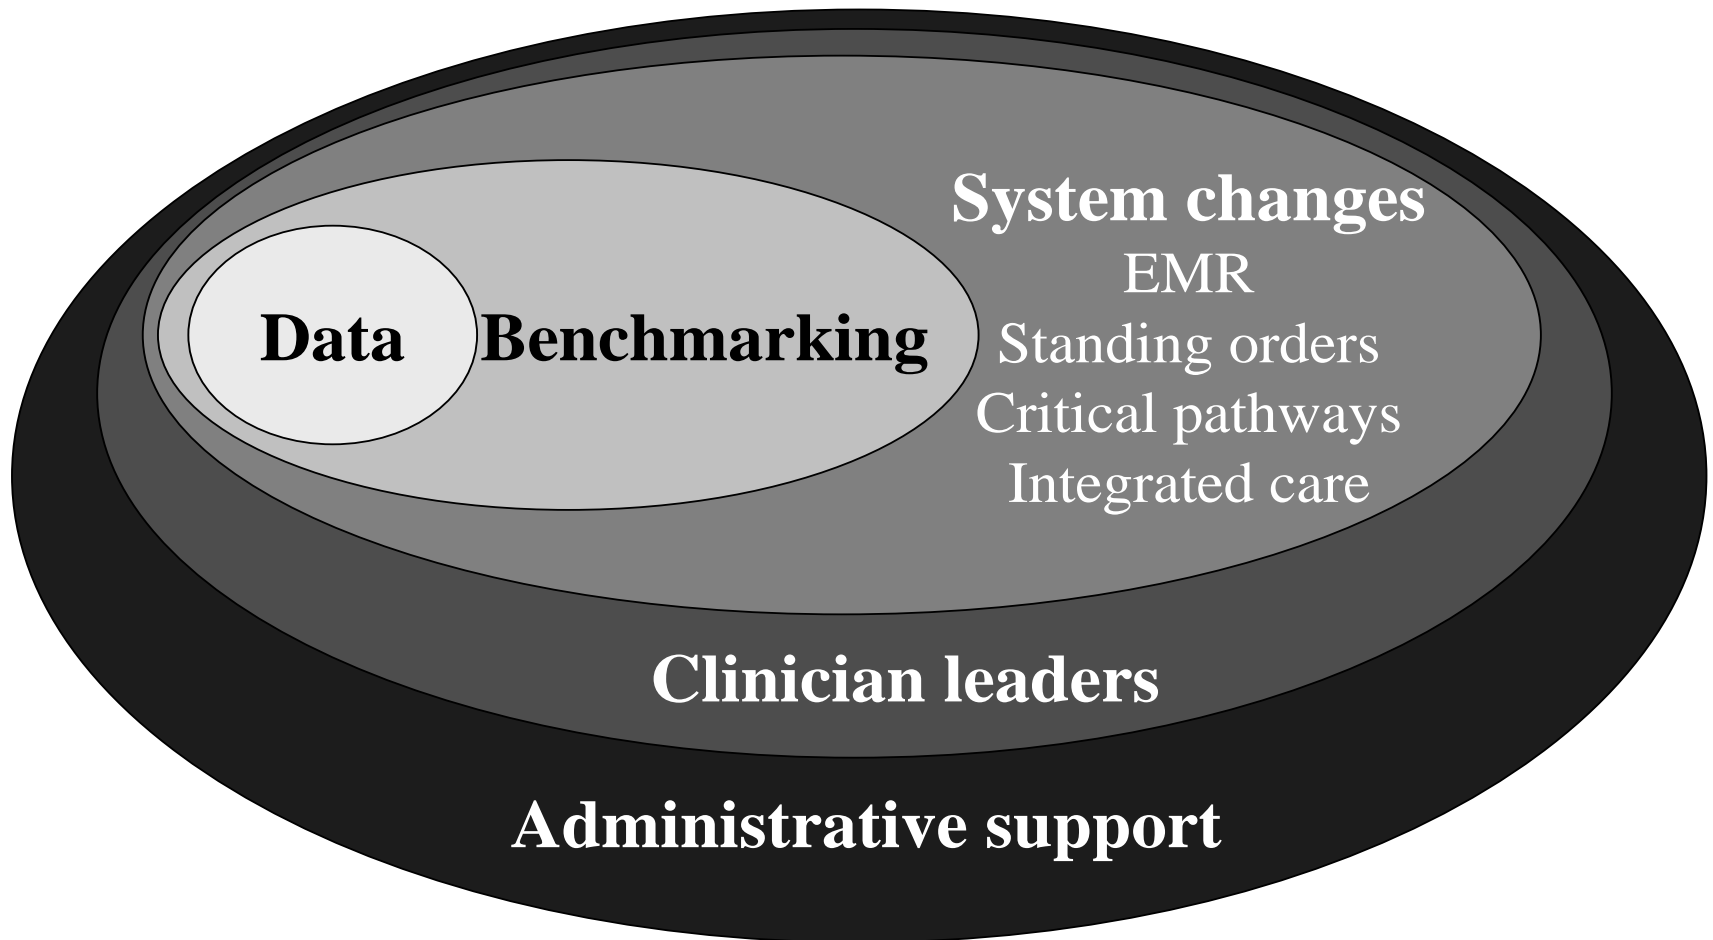 System changes
EMR
Data
Benchmarking
Standing orders
Critical pathways
Integrated care
Clinician leaders
Administrative support